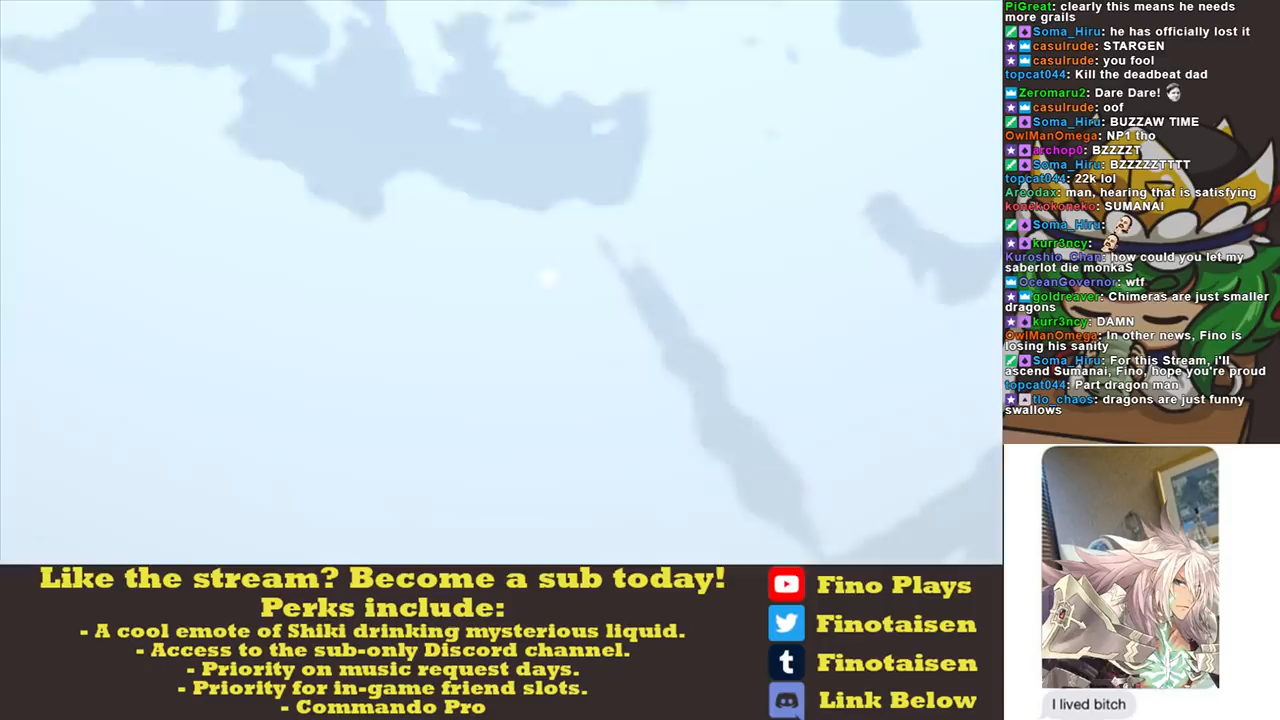 PiGreat: clearly this means he needs
more grails
Soma_Hiru: he has officially lost it
casulrude: STARGEN
casulrude: you fool
topcat044: Kill the deadbeat dad
Zeromaru2: Dare Dare!
casulrude: oof
Soma_Hiru: BUZZAW TIME
OwlManOmega: NP1 tho
archop0: BZZZZT
Soma_Hiru: BZZZZZTTTT
topcat044: 22k lol
Areodax: man, hearing that is satisfying
konekokoneko: SUMANAI
Soma_Hiru:
kurr3ncy:
Kuroshio_Chan: how could you let my
saberlot die monkaS
OceanGovernor: wtf
goldreaver: Chimeras are just smaller
dragons
kurr3ncy: DAMN
OwlManOmega: In other news, Fino is
losing his sanity
Soma_Hiru: For this Stream, i'll
ascend Sumanai, Fino, hope you're proud
topcat044: Part dragon man
tlo_chaos: dragons are just funny
swallows
I lived bitch
Like the stream? Become a sub today!
Perks include:
- A cool emote of Shiki drinking mysterious liquid.
- Access to the sub-only Discord channel.
- Priority on music request days.
- Priority for in-game friend slots.
- Commando Pro
Fino Plays
Finotaisen
Finotaisen
Link Below